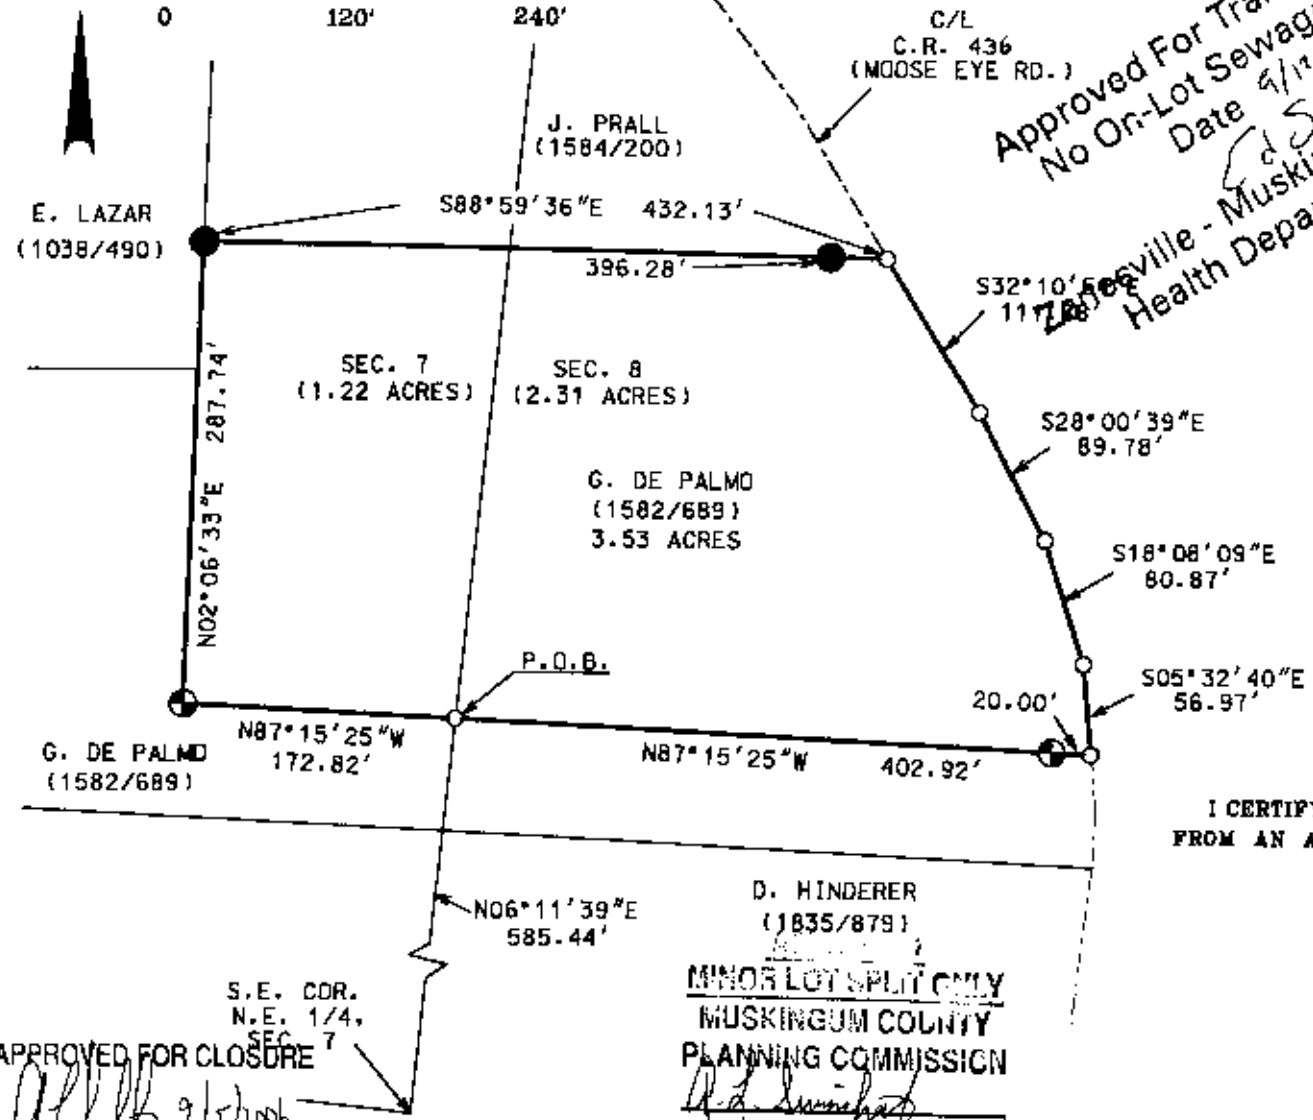 0 120' 240'
C/L
C.R. 436
(MOOSE EYE RD.)
Approved For
No On-Lot
Date
Zanesville -
Health
J. PRALL
(1584/200)
E. LAZAR
(1038/490)
S88°59'36"E 432.13'
396.28'
S32°10'
N02°06'33"E 287.74'
SEC. 7
(1.22 ACRES)
SEC. 8
(2.31 ACRES)
S28°00'39"E
89.78'
G. DE PALMO
(1582/689)
3.53 ACRES
S18°08'09"E
80.87'
P.O.B.
S05°32'40"E
56.97'
20.00'
N87°15'25"W
172.82'
N87°15'25"W 402.92'
G. DE PALMO
(1582/689)
I CERTIFY
FROM AN A
D. HINDERER
(1835/879)
N06°11'39"E
585.44'
MINOR LOT SPLIT ONLY
MUSKINGUM COUNTY
PLANNING COMMISSION
S.E. COR.
N.E. 1/4,
SEC. 7
APPROVED FOR CLOSURE